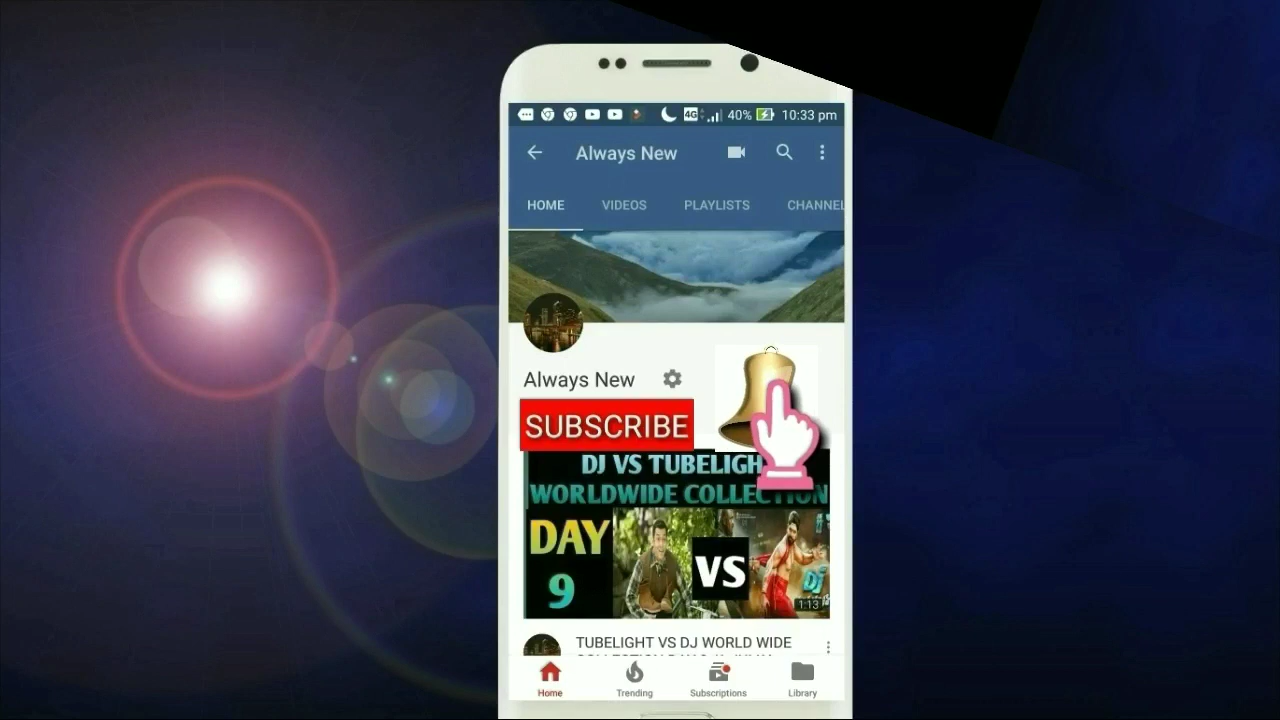 4G 40% 10:33 pm
Always New
HOME VIDEOS PLAYLISTS CHANNEL
Always New
SUBSCRIBE
DJ VS TUBELIGH
WORLDWIDE COLLECTION
DAY
9
VS
DJ
1:13
TUBELIGHT VS DJ WORLD WIDE
Home Trending Subscriptions Library